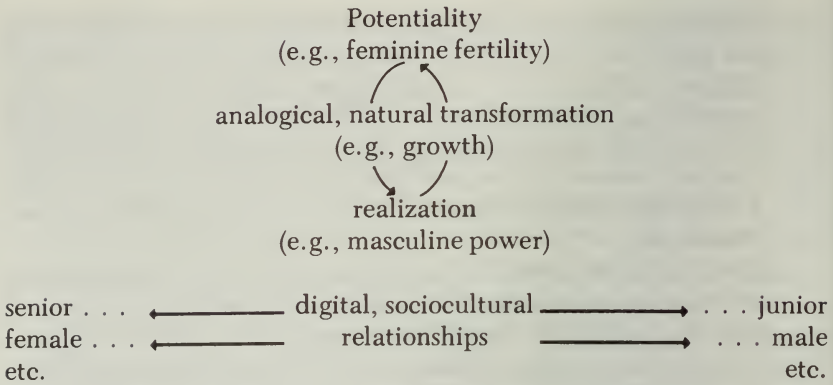 Potentiality
(e.g., feminine fertility)
analogical, natural transformation
(e.g., growth)
realization
(e.g., masculine power)
senior . . . digital, sociocultural . . . junior
female . . . relationships . . . male
etc. etc.